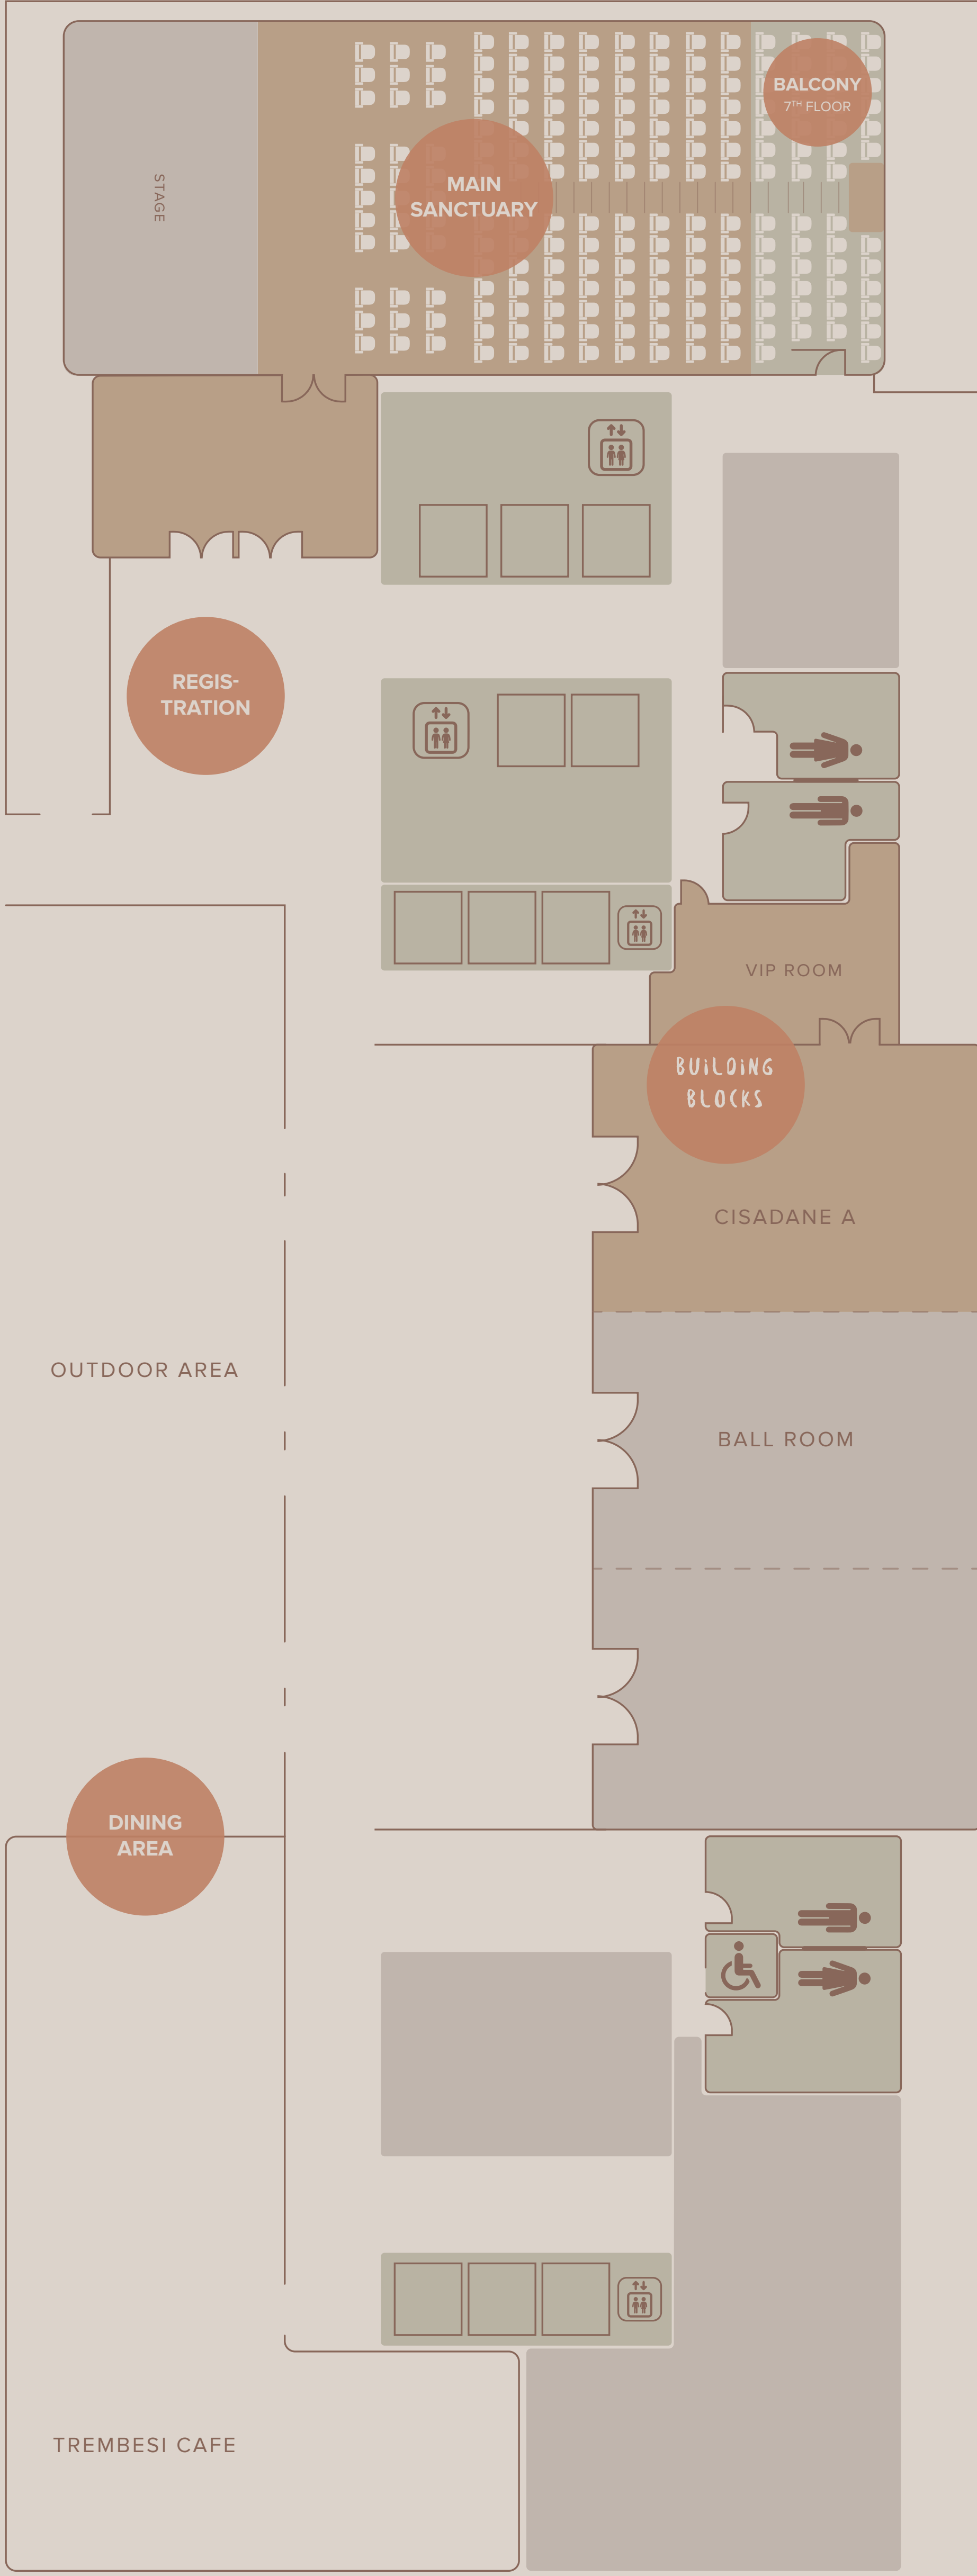 BALCONY
7TH FLOOR
STAGE
MAIN
SANCTUARY
REGIS-
TRATION
VIP ROOM
BUiLDiNG
BLOCKS
CISADANE A
OUTDOOR AREA
BALL ROOM
DINING
AREA
TREMBESI CAFE